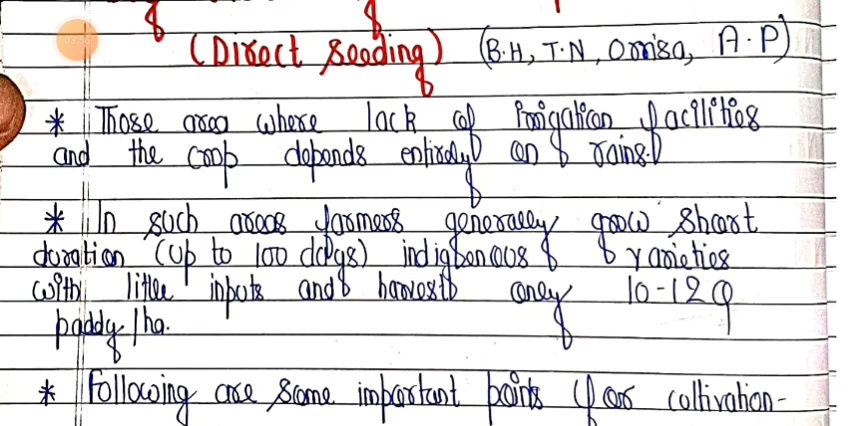 (Direct Seeding) (B.H, T.N, Orrisa, A.P)
* Those area where lack of Irrigation facilities
and the crop depends entirely on rains.
* In such areas farmers generally grow short
duration (Up to 100 days) indigenous varieties
with little inputs and harvest only 10-12 q
paddy/ha.
* Following are some important points for cultivation-